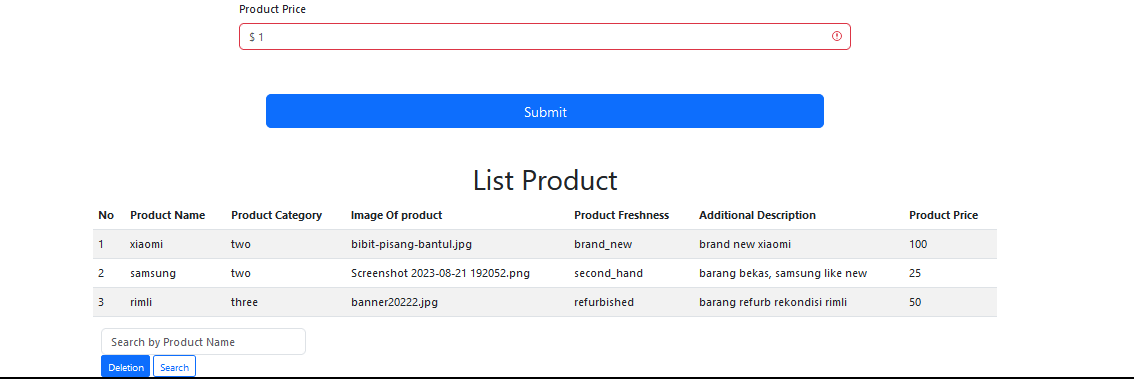 Product Price
$ 1
Submit
List Product
No Product Name Product Category Image Of product Product Freshness Additional Description Product Price
1 xiaomi two bibit-pisang-bantul.jpg brand_new brand new xiaomi 100
2 samsung two Screenshot 2023-08-21 192052.png second_hand barang bekas, samsung like new 25
3 rimli three banner20222.jpg refurbished barang refurb rekondisi rimli 50
Search by Product Name
Deletion Search